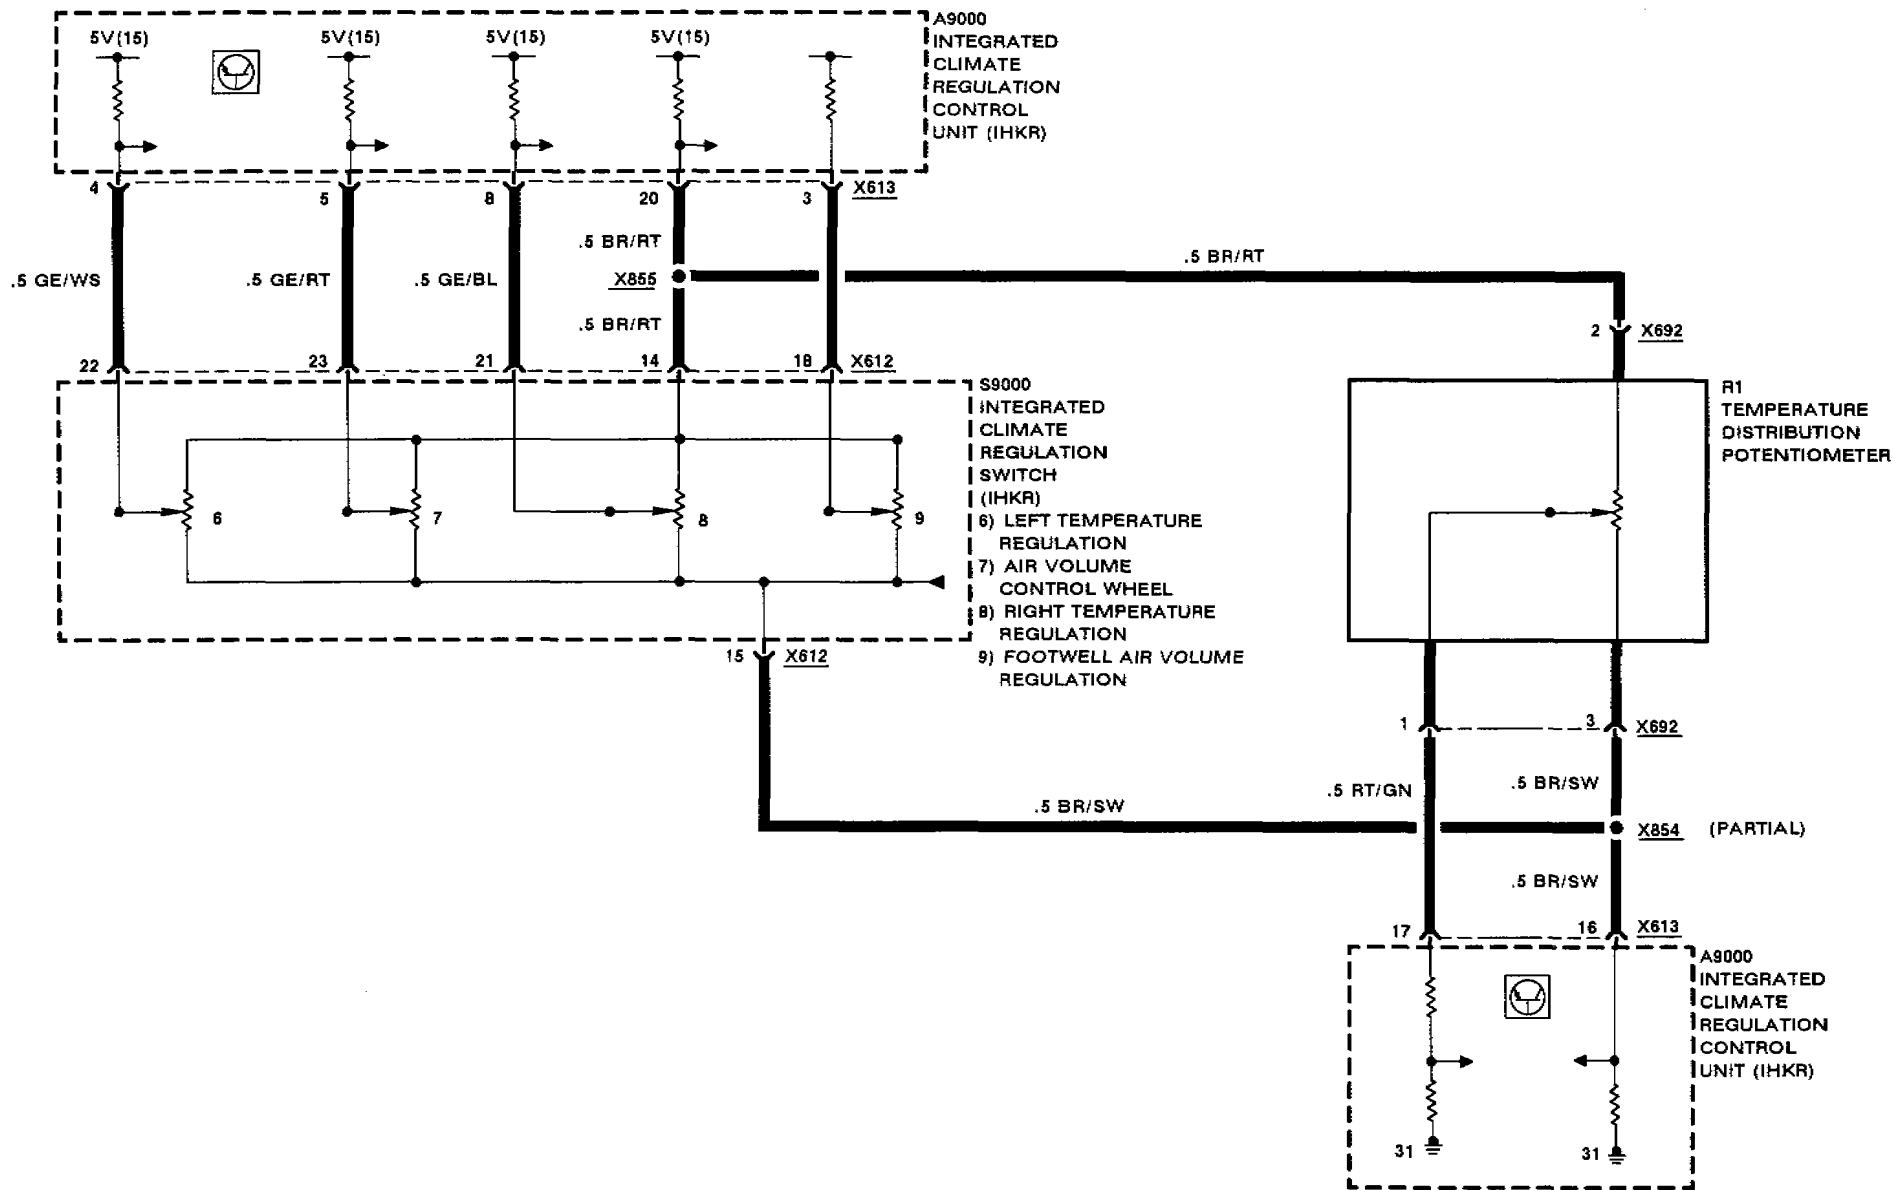 A9000
5V(15) 5V(15) 5V(15) 5V(15)
INTEGRATED
CLIMATE
REGULATION
CONTROL
UNIT (IHKR)
4 5 8 20 3 X613
.5 BR/RT
.5 BR/RT
.5 GE/WS .5 GE/RT .5 GE/BL X855
.5 BR/RT
2 X692
22 23 21 14 18 X612
S9000
INTEGRATED
CLIMATE
REGULATION
SWITCH
(IHKR)
6) LEFT TEMPERATURE
REGULATION
7) AIR VOLUME
CONTROL WHEEL
8) RIGHT TEMPERATURE
REGULATION
9) FOOTWELL AIR VOLUME
REGULATION
R1
TEMPERATURE
DISTRIBUTION
POTENTIOMETER
6 7 8 9
15 X612
1 3 X692
.5 RT/GN .5 BR/SW
.5 BR/SW
X854 (PARTIAL)
.5 BR/SW
17 16 X613
A9000
INTEGRATED
CLIMATE
REGULATION
CONTROL
UNIT (IHKR)
31 31